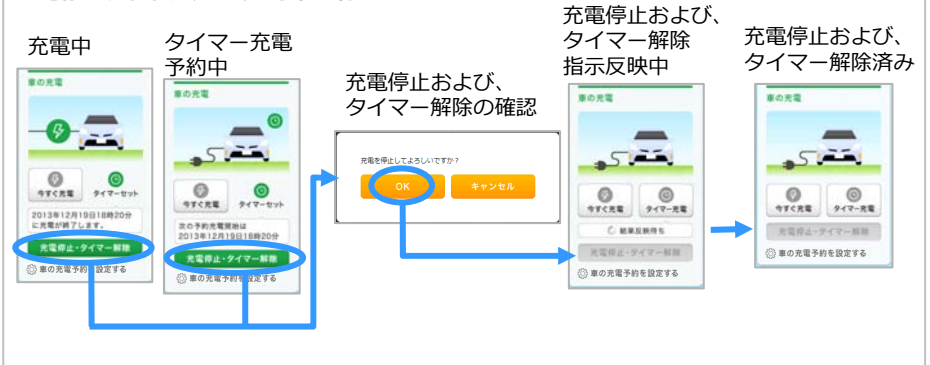 充電中
車の充電
今すぐ充電
タイマーセット
2013年12月19日18時20分
に充電が終了します。
充電停止・タイマー解除
車の充電予約を設定する
タイマー充電
予約中
車の充電
今すぐ充電
タイマーセット
次の予約充電開始は
2013年12月19日18時20分
充電停止・タイマー解除
車の充電予約を設定する
充電停止および、
タイマー解除の確認
充電を停止してよろしいですか？
OK
キャンセル
充電停止および、
タイマー解除
指示反映中
車の充電
今すぐ充電
タイマー充電
結果反映待ち
充電停止・タイマー解除
車の充電予約を設定する
充電停止および、
タイマー解除済み
車の充電
今すぐ充電
タイマー充電
充電停止・タイマー解除
車の充電予約を設定する